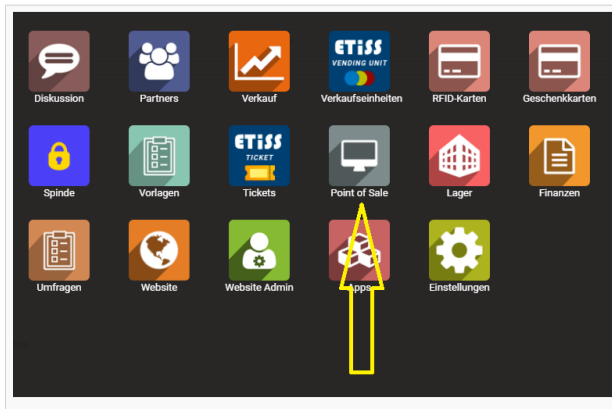 ETiSS
VENDING UNIT
Diskussion
Partners
Verkauf
Verkaufseinheiten
RFID-Karten
Geschenkkarten
ETiSS
TICKET
Spinde
Vorlagen
Tickets
Point of Sale
Lager
Finanzen
Umfragen
Website
Website Admin
Apps
Einstellungen